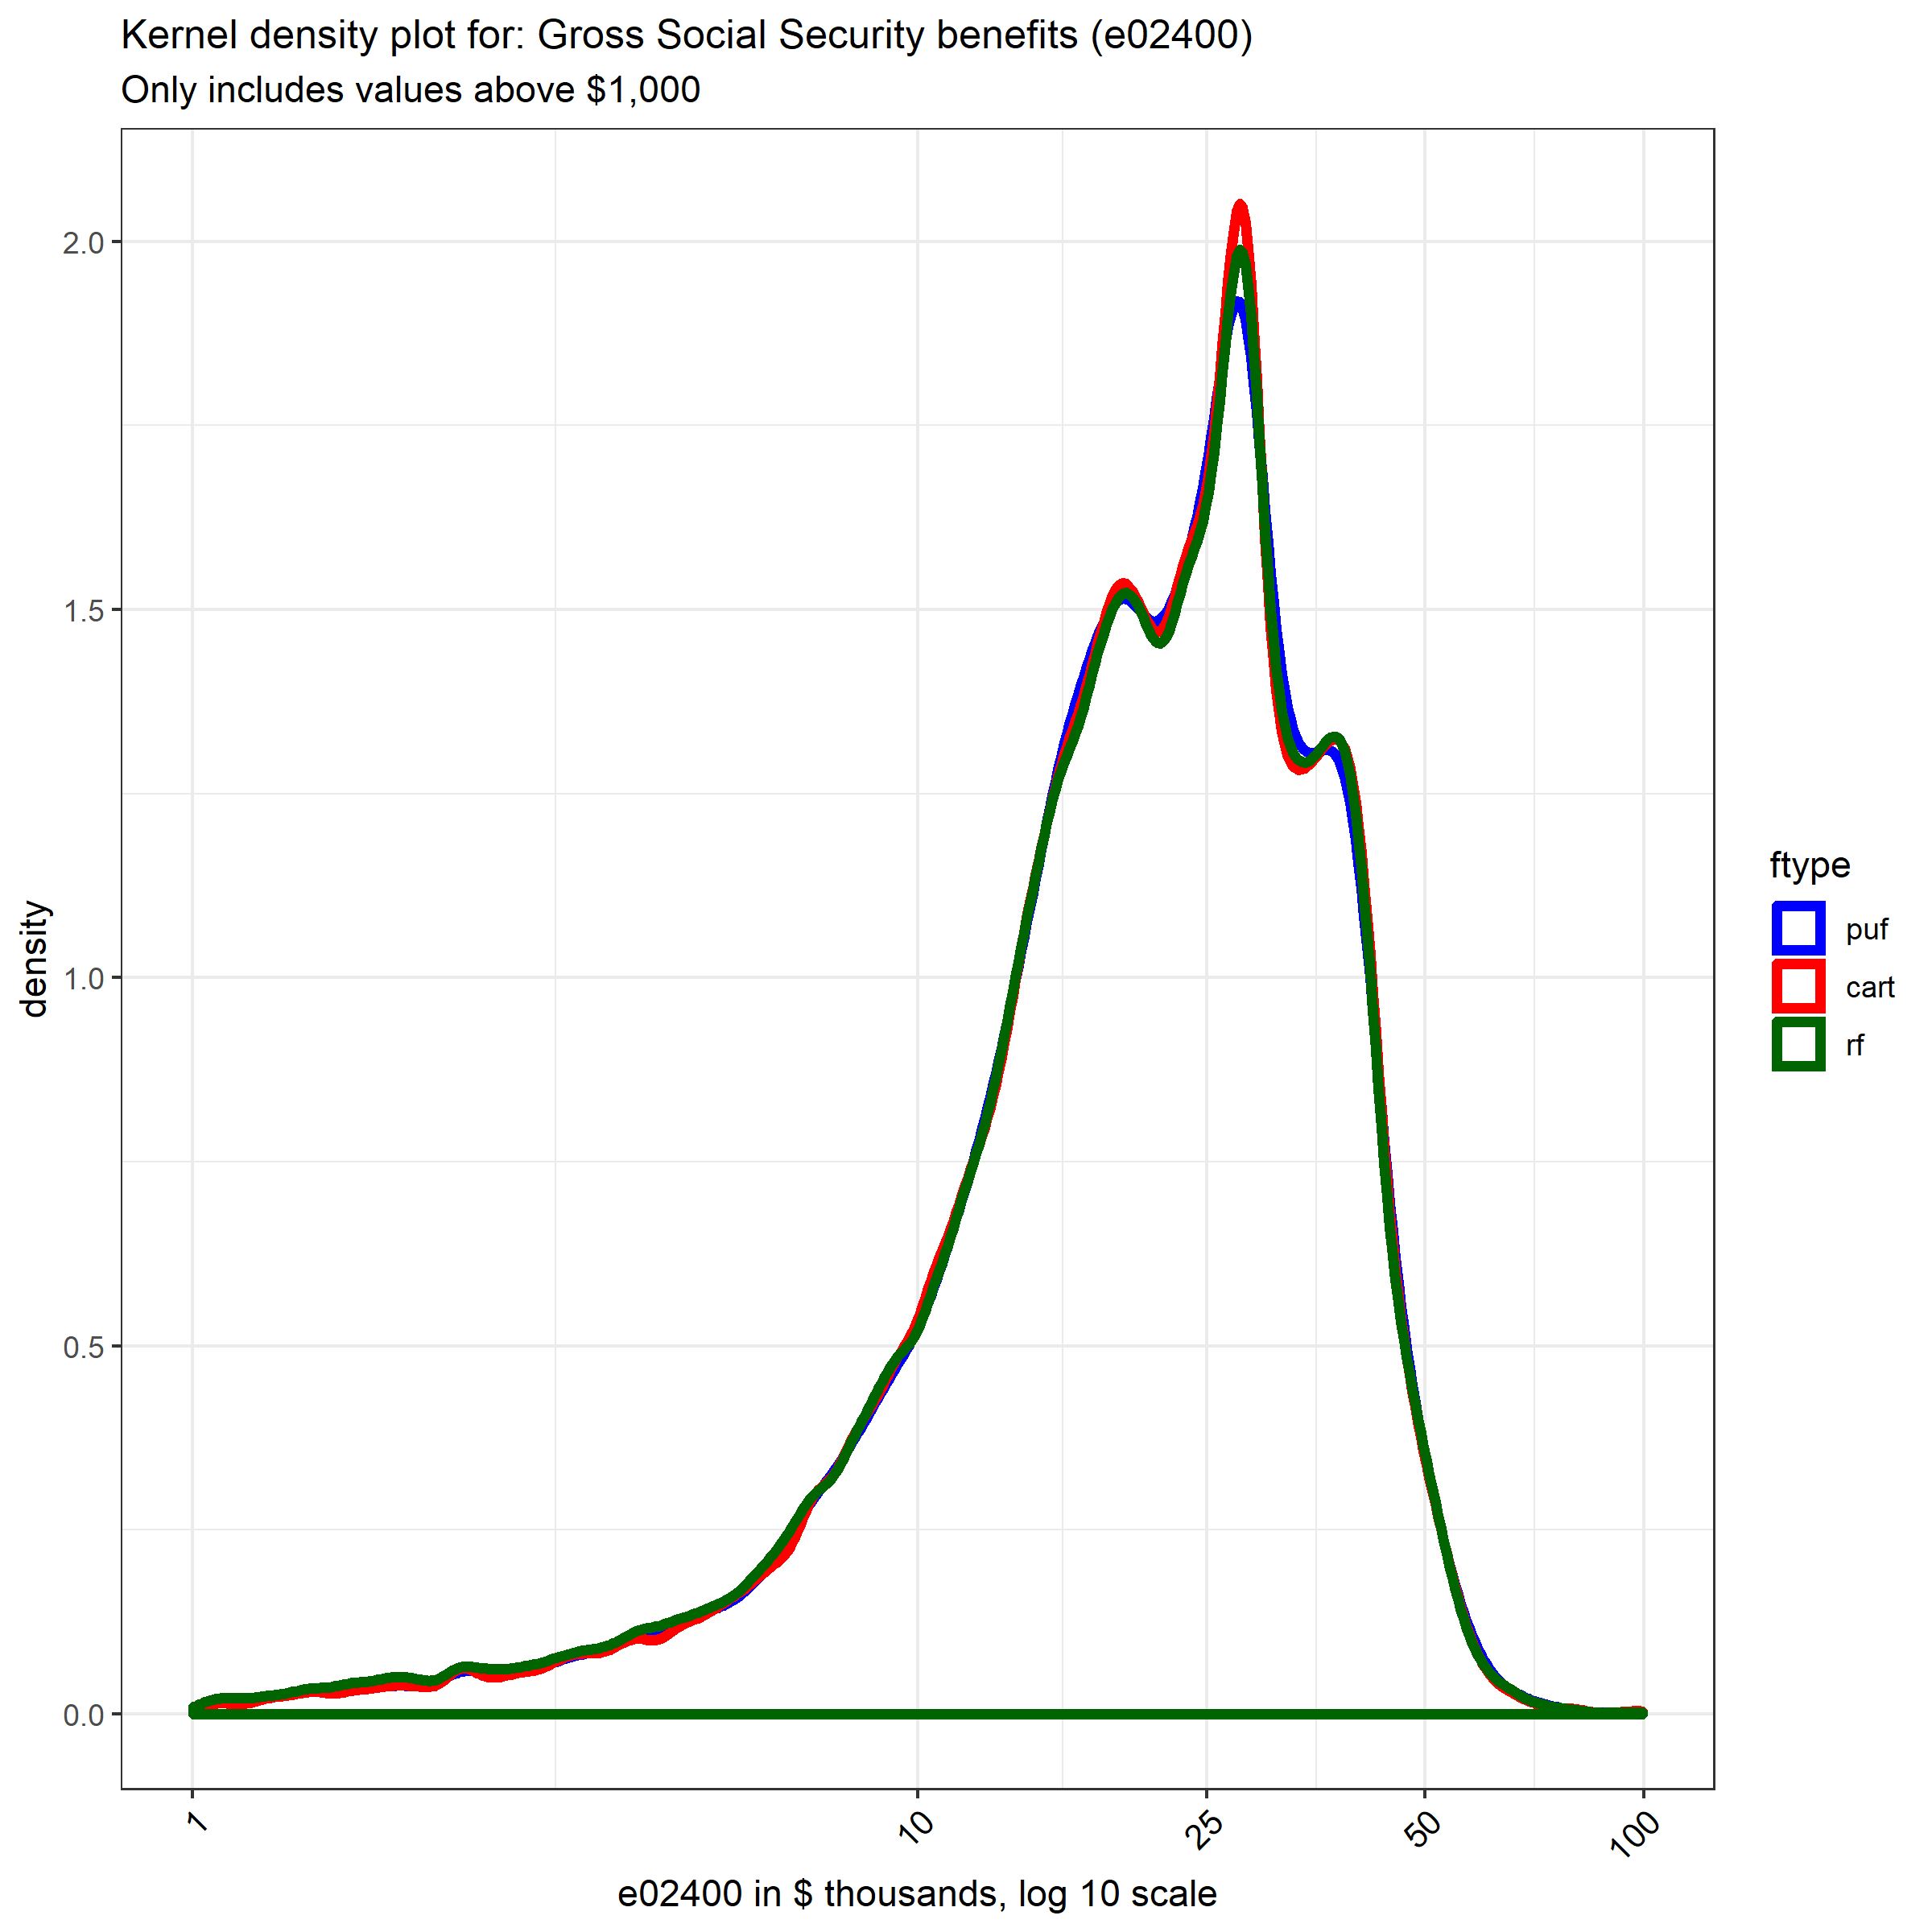 Kernel density plot for: Gross Social Security benefits (e02400)
Only includes values above $1,000
2.0
1.5
1.0
0.5
0.0
density
1
10
25
50
100
e02400 in $ thousands, log 10 scale
ftype
puf
cart
rf